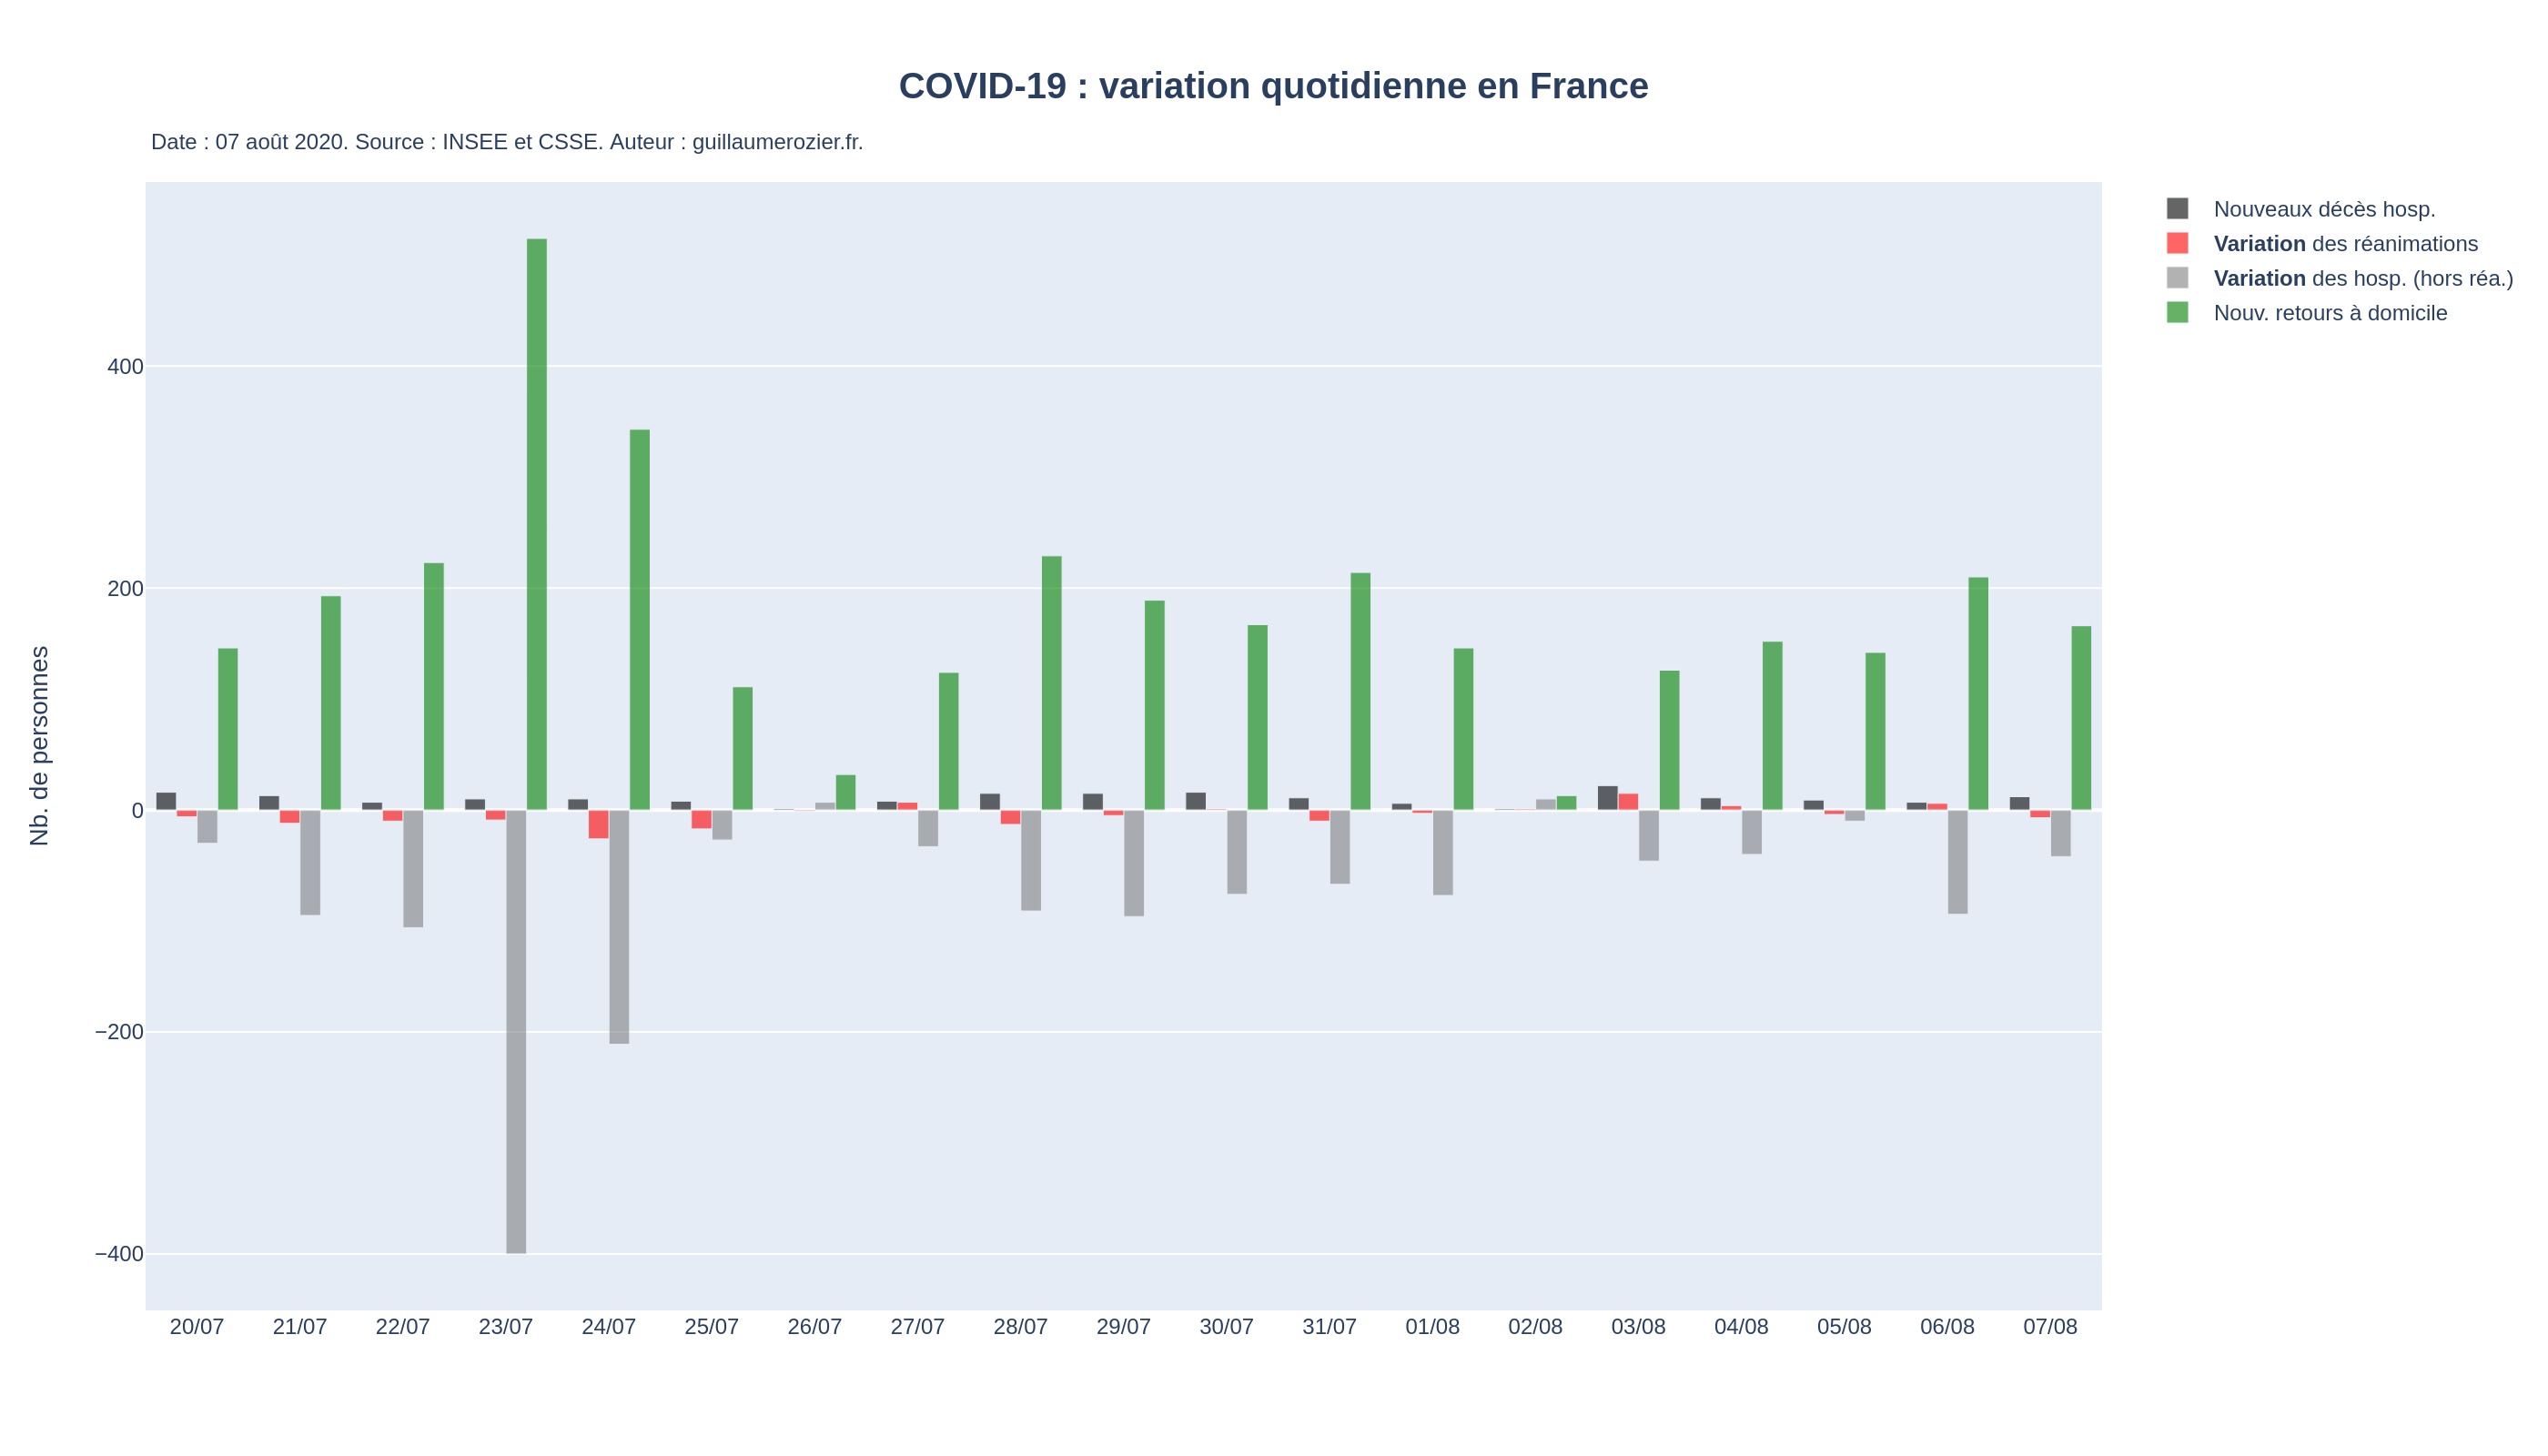 COVID-19 : variation quotidienne en France
Date : 07 août 2020. Source : INSEE et CSSE. Auteur : guillaumerozier.fr.
Nouveaux décès hosp.
Variation des réanimations
Variation des hosp. (hors réa.)
Nouv. retours à domicile
Nb. de personnes
400
200
0
−200
−400
20/07 21/07 22/07 23/07 24/07 25/07 26/07 27/07 28/07 29/07 30/07 31/07 01/08 02/08 03/08 04/08 05/08 06/08 07/08